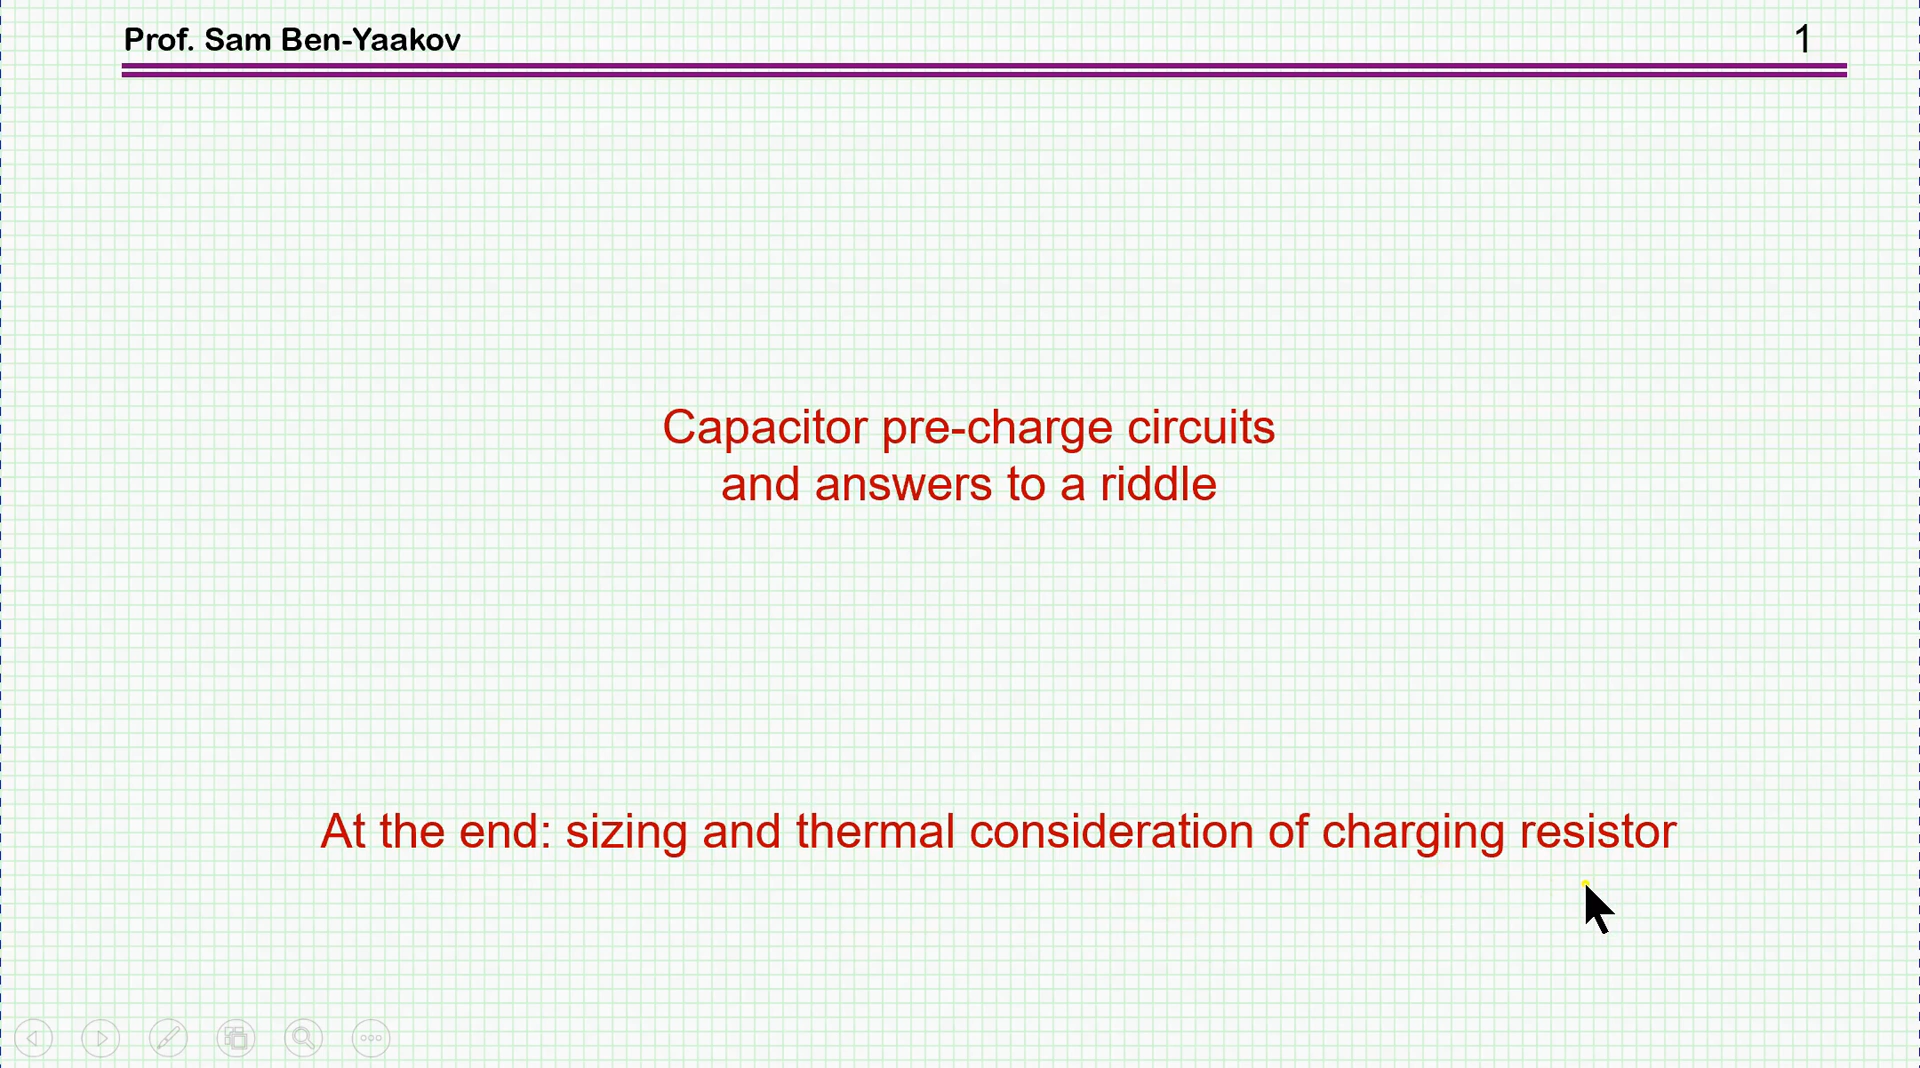 Prof. Sam Ben-Yaakov
1
Capacitor pre-charge circuits
and answers to a riddle
At the end: sizing and thermal consideration of charging resistor